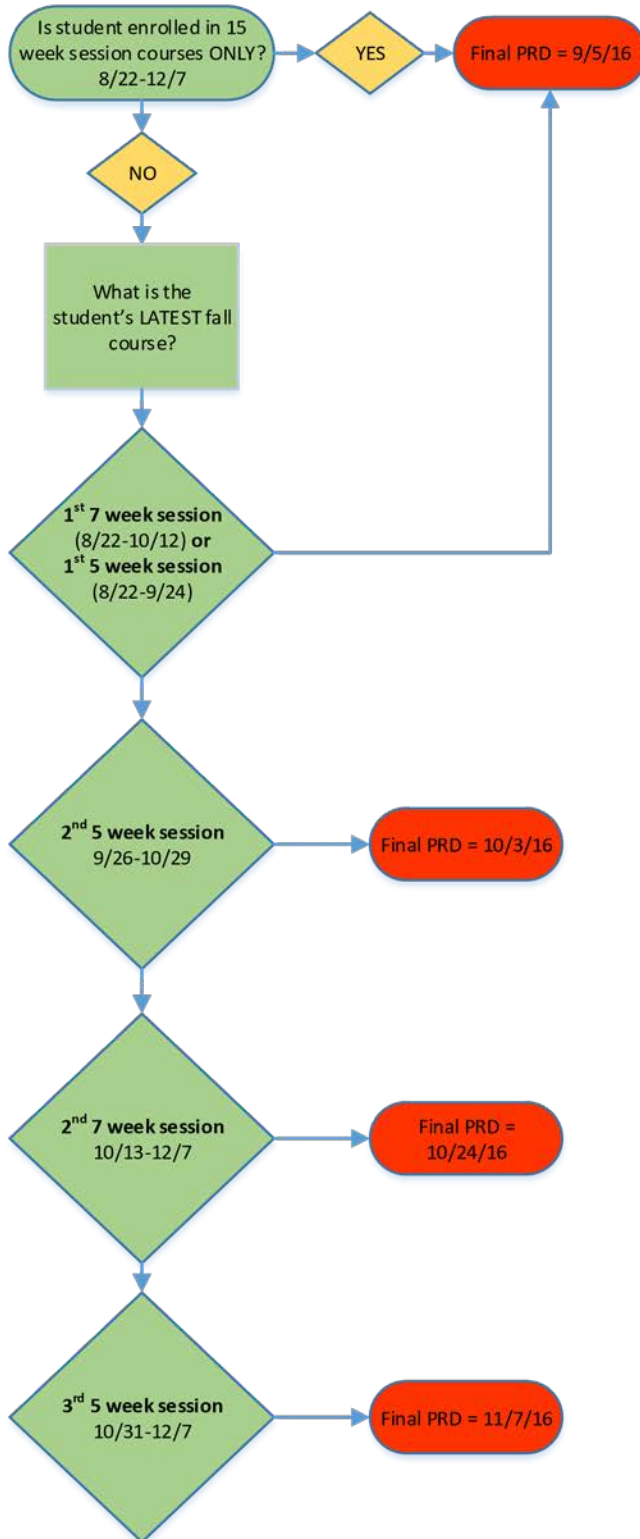 Is student enrolled in 15
week session courses ONLY?
8/22-12/7
YES
Final PRD = 9/5/16
NO
What is the
student's LATEST fall
course?
1st 7 week session
(8/22-10/12) or
1st 5 week session
(8/22-9/24)
2nd 5 week session
9/26-10/29
Final PRD = 10/3/16
2nd 7 week session
10/13-12/7
Final PRD =
10/24/16
3rd 5 week session
10/31-12/7
Final PRD = 11/7/16